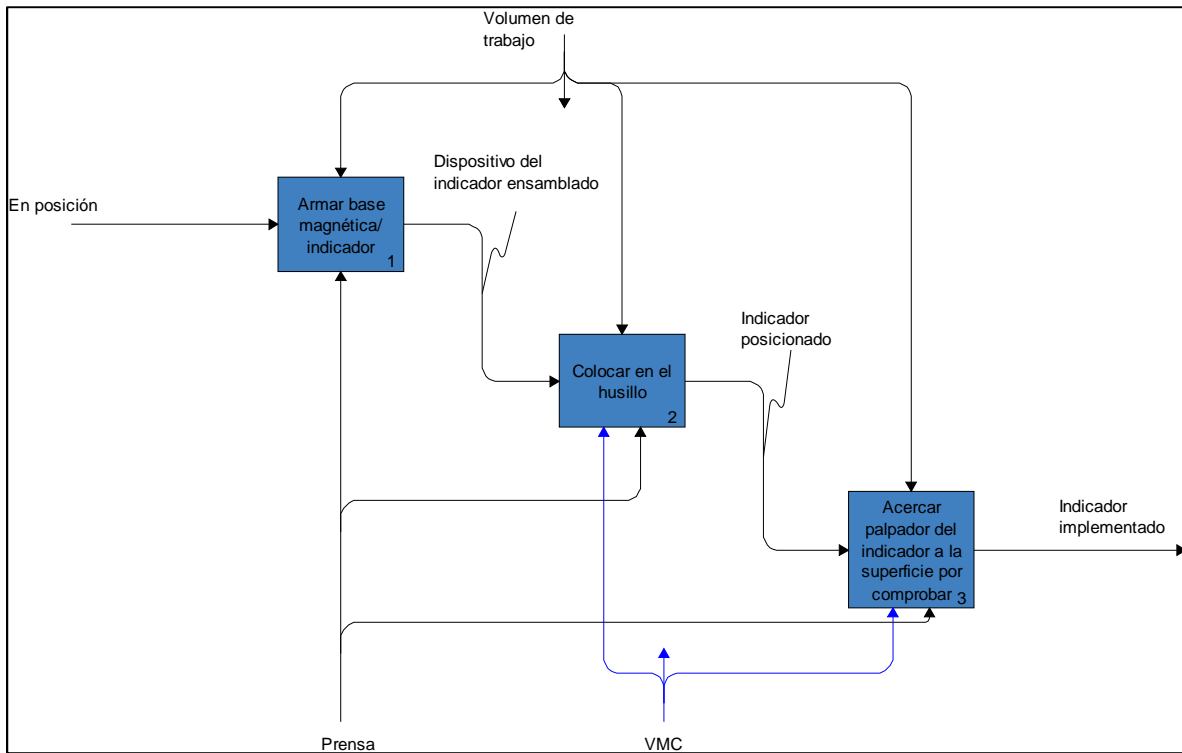 Volumen de
trabajo
Dispositivo del
indicador ensamblado
En posición
Armar base
magnética/
indicador
1
Indicador
posicionado
Colocar en el
husillo
2
Acercar
palpador del
indicador a la
superficie por
comprobar
3
Indicador
implementado
Prensa
VMC